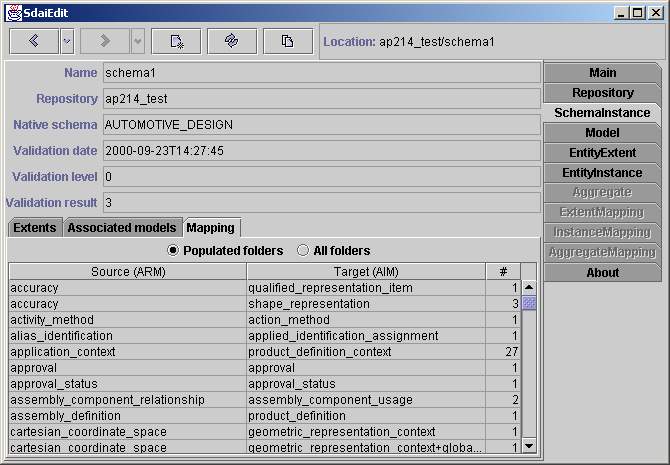 SdaiEdit
Location: ap214_test/schema1
Name schema1
Repository ap214_test
Native schema AUTOMOTIVE_DESIGN
Validation date 2000-09-23T14:27:45
Validation level 0
Validation result 3
Main
Repository
SchemaInstance
Model
EntityExtent
EntityInstance
Aggregate
ExtentMapping
InstanceMapping
AggregateMapping
About
Extents Associated models Mapping
Populated folders All folders
Source (ARM) Target (AIM) #
accuracy qualified_representation_item 1
accuracy shape_representation 3
activity_method action_method 1
alias_identification applied_identification_assignment 1
application_context product_definition_context 27
approval approval 1
approval_status approval_status 1
assembly_component_relationship assembly_component_usage 2
assembly_definition product_definition 1
cartesian_coordinate_space geometric_representation_context 1
cartesian_coordinate_space geometric_representation_context+globa... 1